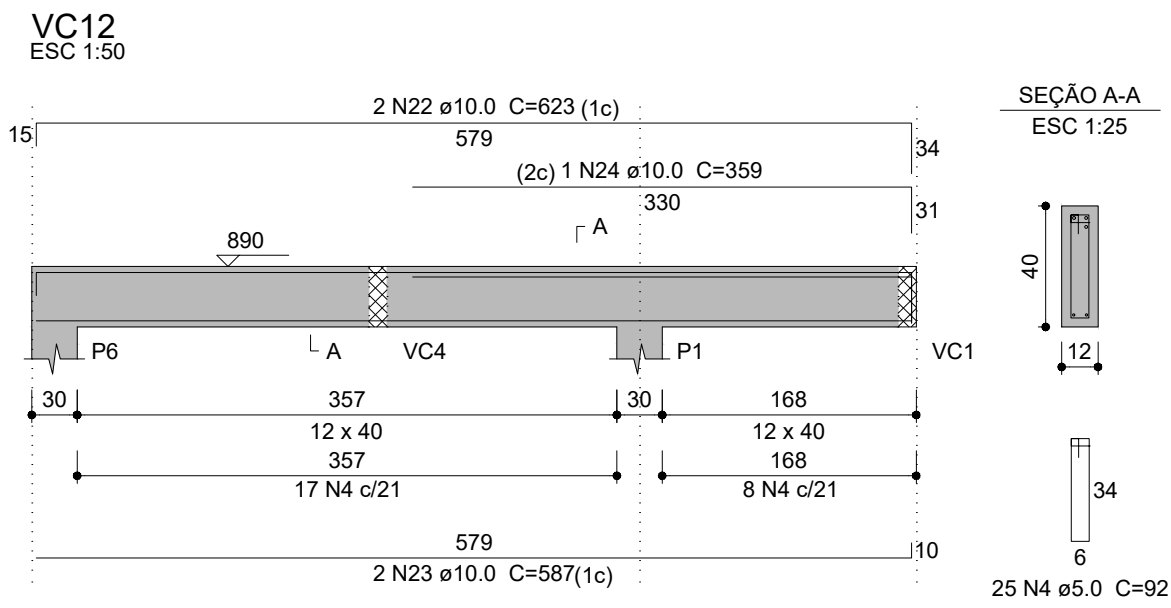 VC12
ESC 1:50
2 N22 ø10.0 C=623 (1c)
15
579
34
(2c) 1 N24 ø10.0 C=359
330
31
A
890
A
P6
VC4
P1
VC1
30
357
30
168
12 x 40
12 x 40
357
168
17 N4 c/21
8 N4 c/21
579
10
2 N23 ø10.0 C=587(1c)
SEÇÃO A-A
ESC 1:25
40
12
34
6
25 N4 ø5.0 C=92